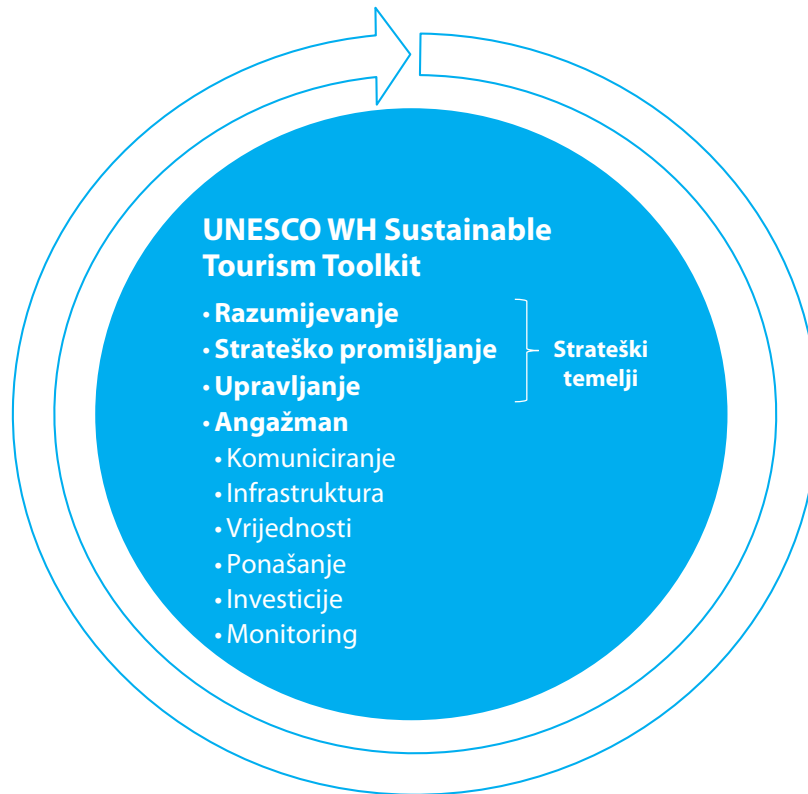 UNESCO WH Sustainable
Tourism Toolkit
• Razumijevanje
• Strateško promišljanje
• Upravljanje
• Angažman
• Komuniciranje
• Infrastruktura
• Vrijednosti
• Ponašanje
• Investicije
• Monitoring
Strateški
temelji